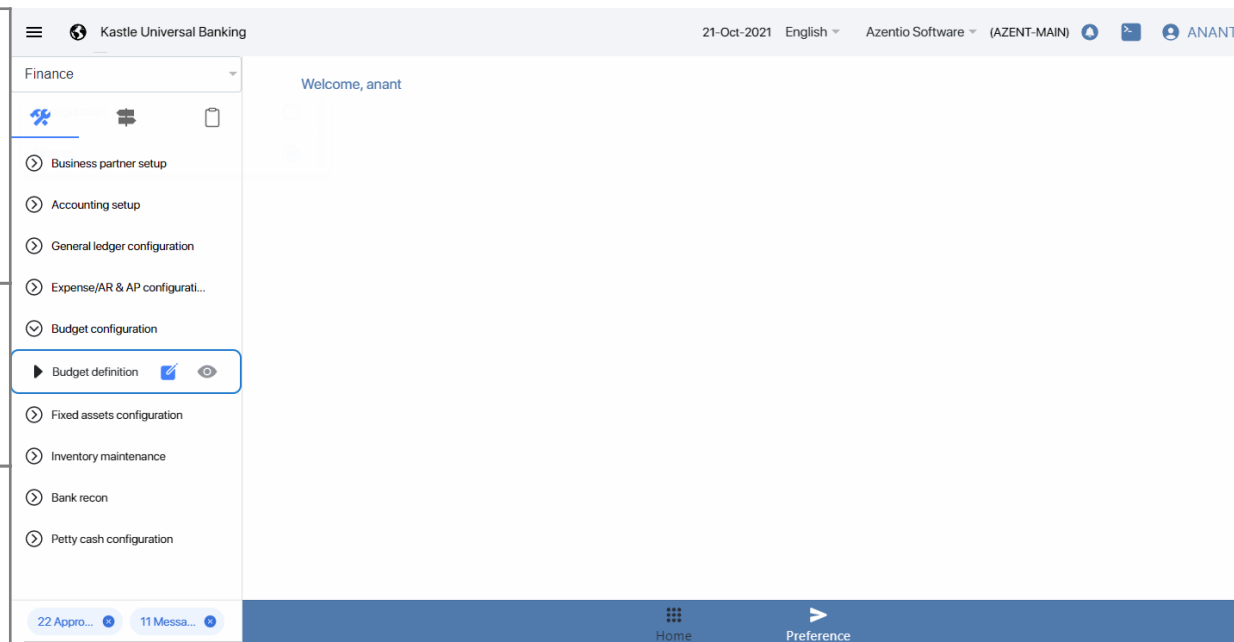 Kastle Universal Banking
21-Oct-2021 English Azentio Software (AZENT-MAIN) ANANT
Finance
Welcome, anant
Business partner setup
Accounting setup
General ledger configuration
Expense/AR & AP configurati...
Budget configuration
Budget definition
Fixed assets configuration
Inventory maintenance
Bank recon
Petty cash configuration
22 Appro... 11 Messa...
Home Preference